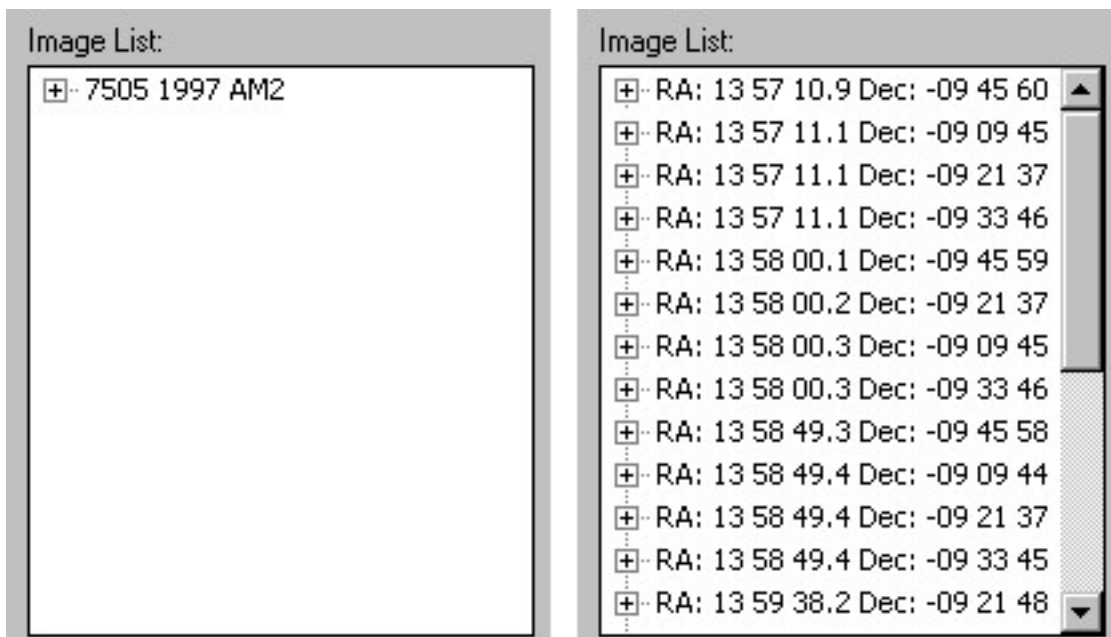 Image List:
7505 1997 AM2
Image List:
RA: 13 57 10.9 Dec: -09 45 60
RA: 13 57 11.1 Dec: -09 09 45
RA: 13 57 11.1 Dec: -09 21 37
RA: 13 57 11.1 Dec: -09 33 46
RA: 13 58 00.1 Dec: -09 45 59
RA: 13 58 00.2 Dec: -09 21 37
RA: 13 58 00.3 Dec: -09 09 45
RA: 13 58 00.3 Dec: -09 33 46
RA: 13 58 49.3 Dec: -09 45 58
RA: 13 58 49.4 Dec: -09 09 44
RA: 13 58 49.4 Dec: -09 21 37
RA: 13 58 49.4 Dec: -09 33 45
RA: 13 59 38.2 Dec: -09 21 48